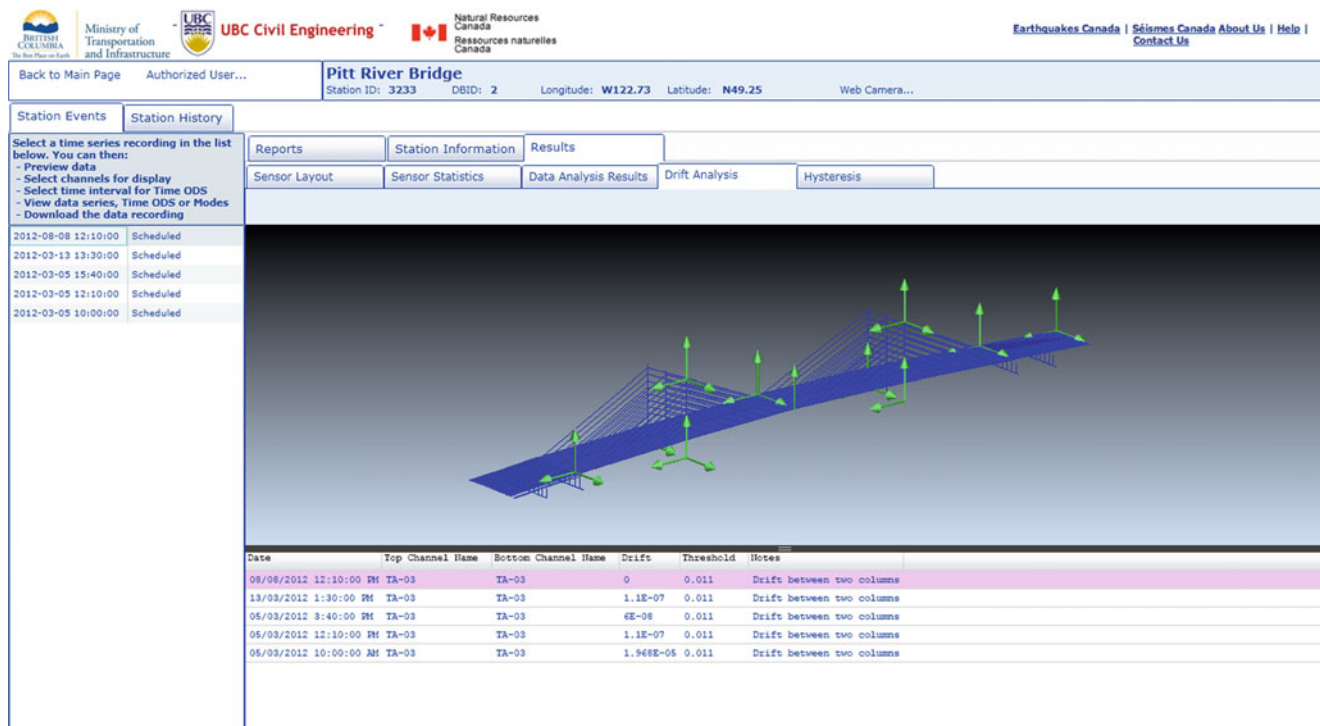 BRITISH
COLUMBIA
The Best Place on Earth
Ministry of
Transportation
and Infrastructure
UBC
UBC Civil Engineering
Natural Resources
Canada
Ressources naturelles
Canada
Earthquakes Canada | Séismes Canada About Us | Help |
Contact Us
Back to Main Page Authorized User...
Pitt River Bridge
Station ID: 3233 DBID: 2 Longitude: W122.73 Latitude: N49.25 Web Camera...
Station Events Station History
Select a time series recording in the list
below. You can then:
- Preview data
- Select channels for display
- Select time interval for Time ODS
- View data series, Time ODS or Modes
- Download the data recording
2012-08-08 12:10:00 Scheduled
2012-03-13 13:30:00 Scheduled
2012-03-05 15:40:00 Scheduled
2012-03-05 12:10:00 Scheduled
2012-03-05 10:00:00 Scheduled
Reports Station Information Results
Sensor Layout Sensor Statistics Data Analysis Results Drift Analysis Hysteresis
Date Top Channel Name Bottom Channel Name Drift Threshold Notes
08/08/2012 12:10:00 PM TA-03 TA-03 0 0.011 Drift between two columns
13/03/2012 1:30:00 PM TA-03 TA-03 1.1E-07 0.011 Drift between two columns
05/03/2012 3:40:00 PM TA-03 TA-03 6E-08 0.011 Drift between two columns
05/03/2012 12:10:00 PM TA-03 TA-03 1.1E-07 0.011 Drift between two columns
05/03/2012 10:00:00 AM TA-03 TA-03 1.968E-05 0.011 Drift between two columns